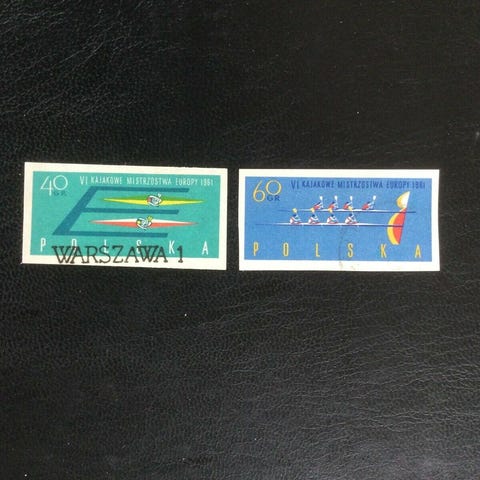 40 GR
VI KAJAKOWE MISTRZOSTWA EUROPY 1961
POLSKA
WARSZAWA 1
60 GR
VI KAJAKOWE MISTRZOSTWA EUROPY 1961
POLSKA